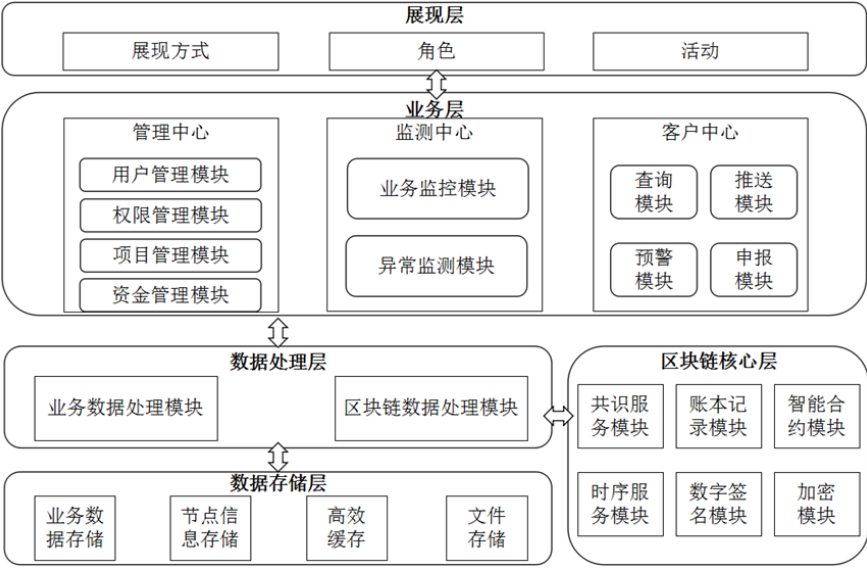 展现层
展现方式
角色
活动
业务层
管理中心
用户管理模块
权限管理模块
项目管理模块
资金管理模块
监测中心
业务监控模块
异常监测模块
客户中心
查询
模块
推送
模块
预警
模块
申报
模块
数据处理层
业务数据处理模块
区块链数据处理模块
区块链核心层
共识服
务模块
账本记
录模块
智能合
约模块
时序服
务模块
数字签
名模块
加密
模块
数据存储层
业务数
据存储
节点信
息存储
高效
缓存
文件
存储